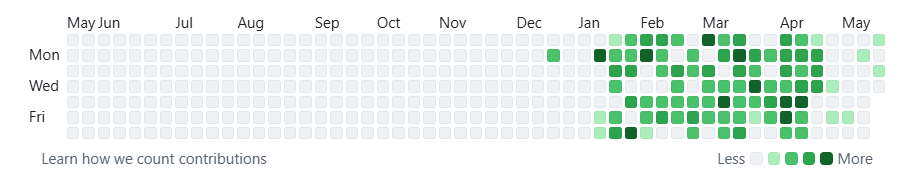 May Jun Jul Aug Sep Oct Nov Dec Jan Feb Mar Apr May
Mon
Wed
Fri
Learn how we count contributions Less More